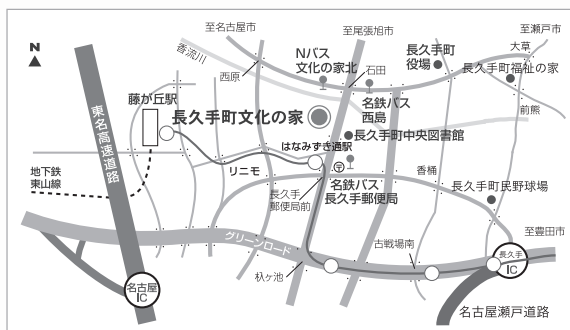 至名古屋市
至尾張旭市
至瀬戸市
N
香流川
西原
Nバス
文化の家北
石田
長久手町
役場
大草
長久手町福祉の家
藤が丘駅
長久手町文化の家
名鉄バス
西島
前熊
東名高速道路
はなみずき通駅
長久手町中央図書館
地下鉄
東山線
リニモ
長久手
郵便局前
名鉄バス
長久手郵便局
香桶
長久手町民野球場
グリーンロード
古戦場南
至豊田市
杁ヶ池
長久手
IC
名古屋
IC
名古屋瀬戸道路